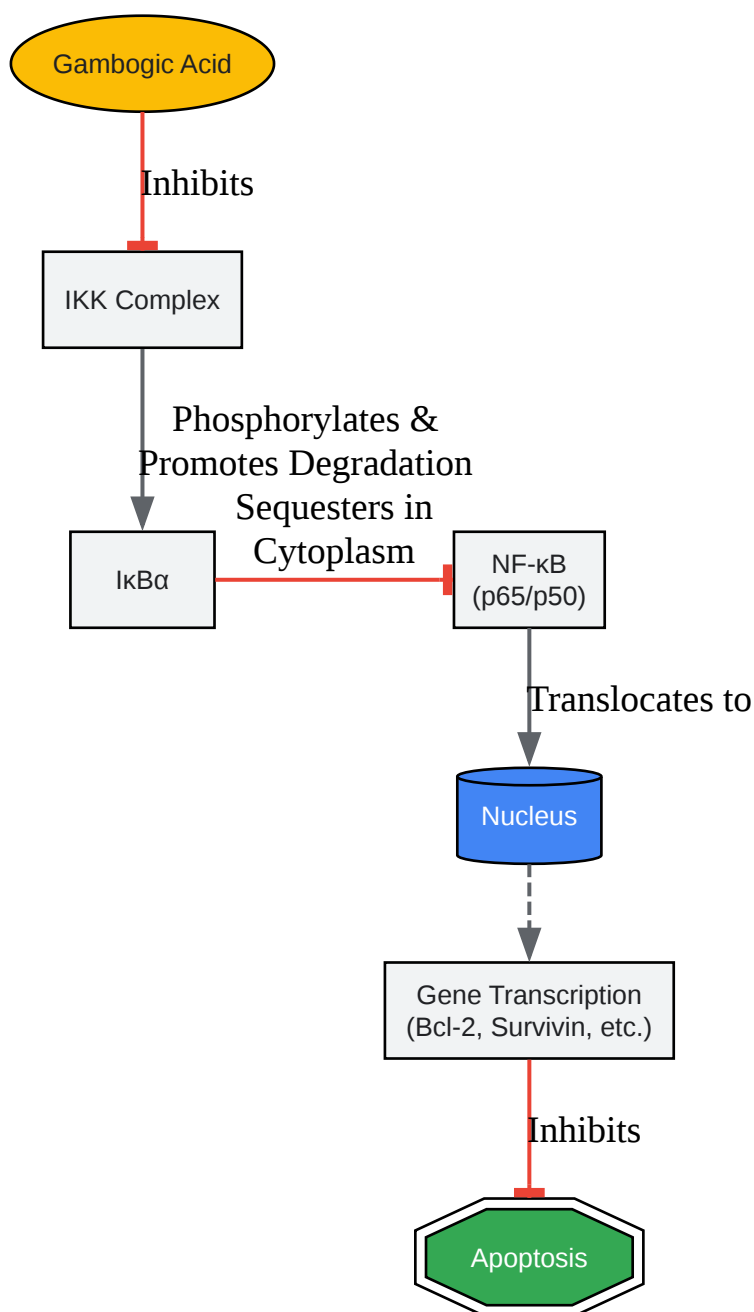 Gambogic Acid
Inhibits
IKK Complex
Phosphorylates &
Promotes Degradation
Sequesters in
Cytoplasm
IκBα
NF-κB
(p65/p50)
Translocates to
Nucleus
Gene Transcription
(Bcl-2, Survivin, etc.)
Inhibits
Apoptosis